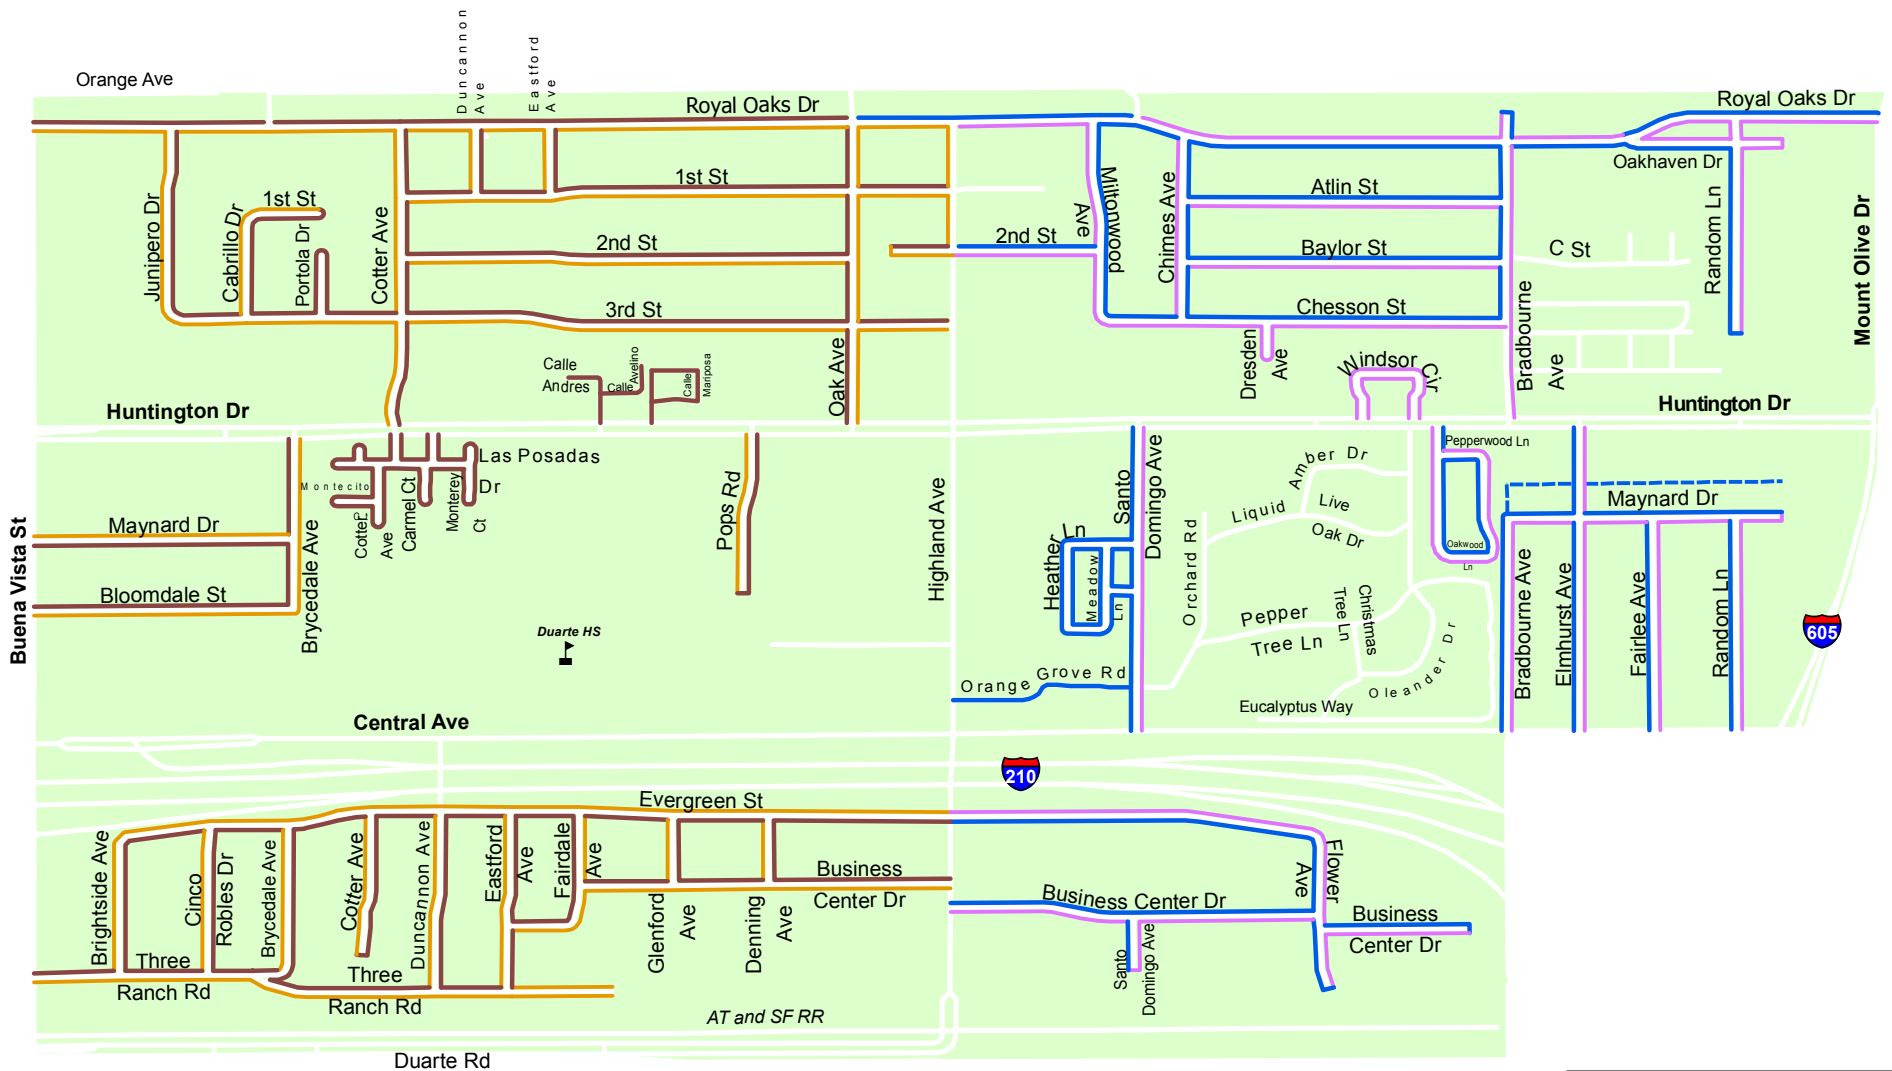 Orange Ave
Duncannon
Ave
Eastford
Ave
Royal Oaks Dr
Royal Oaks Dr
Oakhaven Dr
1st St
1st St
Atlin St
Junipero Dr
Cabrillo Dr
Portola Dr
Cotter Ave
2nd St
2nd St
Miltonwood
Ave
Chimes Ave
Baylor St
C St
Random Ln
Mount Olive Dr
3rd St
Chesson St
Bradbourne
Ave
Dresden
Ave
Windsor
Cir
Calle
Andres
Calle
Avelino
Calle
Mariposa
Oak Ave
Huntington Dr
Huntington Dr
Las Posadas
Dr
Montecito
Cotter
Ave
Carmel Ct
Monterey
Ct
Pops Rd
Highland Ave
Santo
Domingo Ave
Amber Dr
Liquid
Live
Oak Dr
Pepperwood Ln
Oakwood
Ln
Maynard Dr
Maynard Dr
Bloomdale St
Brycedale Ave
Buena Vista St
Duarte HS
Heather Ln
Meadow
Ln
Orchard Rd
Pepper
Tree Ln
Christmas
Tree Ln
Oleander Dr
Eucalyptus Way
Orange Grove Rd
Bradbourne Ave
Elmhurst Ave
Fairlee Ave
Random Ln
605
Central Ave
210
Evergreen St
Brightside Ave
Cinco
Robles Dr
Brycedale Ave
Cotter Ave
Duncannon Ave
Eastford
Ave
Fairdale
Ave
Business
Center Dr
Glenford
Ave
Denning
Ave
Business Center Dr
Flower
Ave
Business
Center Dr
Santo
Domingo Ave
Three
Ranch Rd
Three
Ranch Rd
AT and SF RR
Duarte Rd